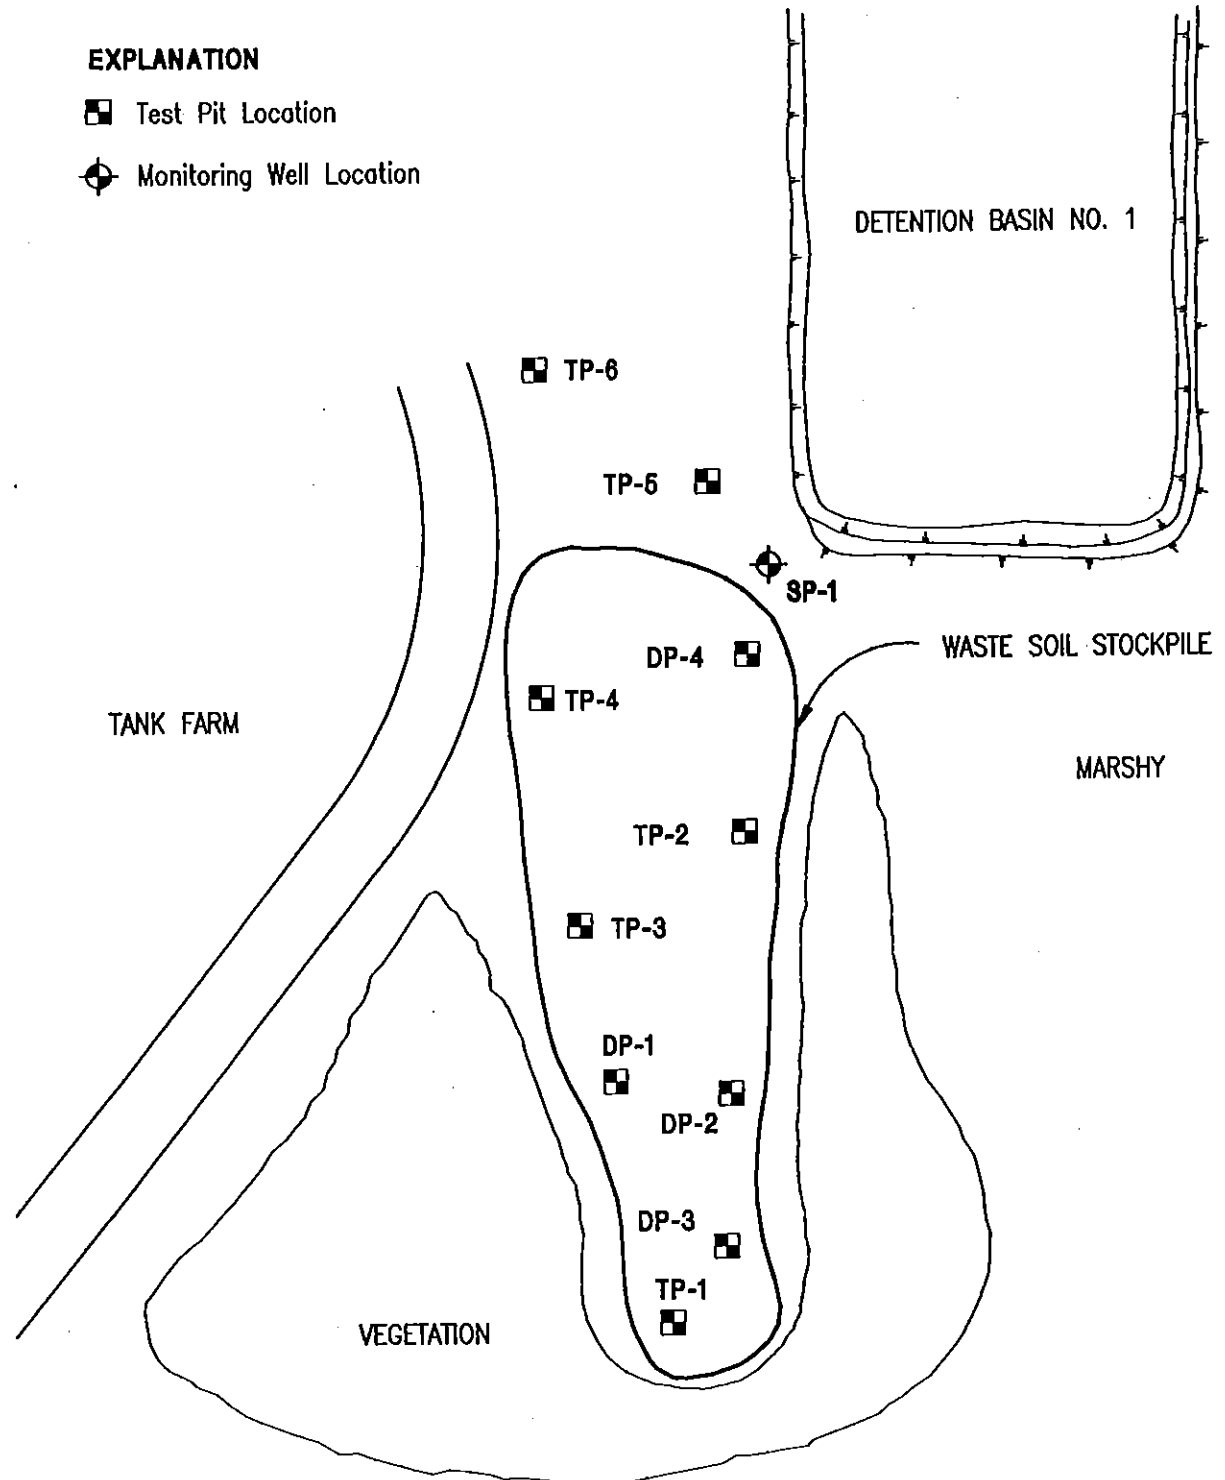 EXPLANATION
Test Pit Location
Monitoring Well Location
DETENTION BASIN NO. 1
TP-6
TP-5
SP-1
DP-4
WASTE SOIL STOCKPILE
TP-4
TANK FARM
MARSHY
TP-2
TP-3
DP-1
DP-2
DP-3
TP-1
VEGETATION